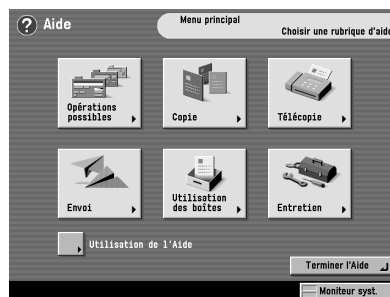 ? Aide
Menu principal
Choisir une rubrique d'aide
Opérations
possibles
Copie
Télécopie
Envoi
Utilisation
des boîtes
Entretien
Utilisation de l'Aide
Terminer l'Aide
Moniteur syst.